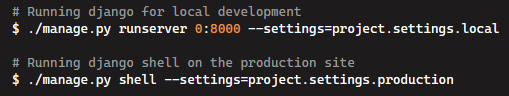 # Running django for local development
$ ./manage.py runserver 0:8000 --settings=project.settings.local
# Running django shell on the production site
$ ./manage.py shell --settings=project.settings.production